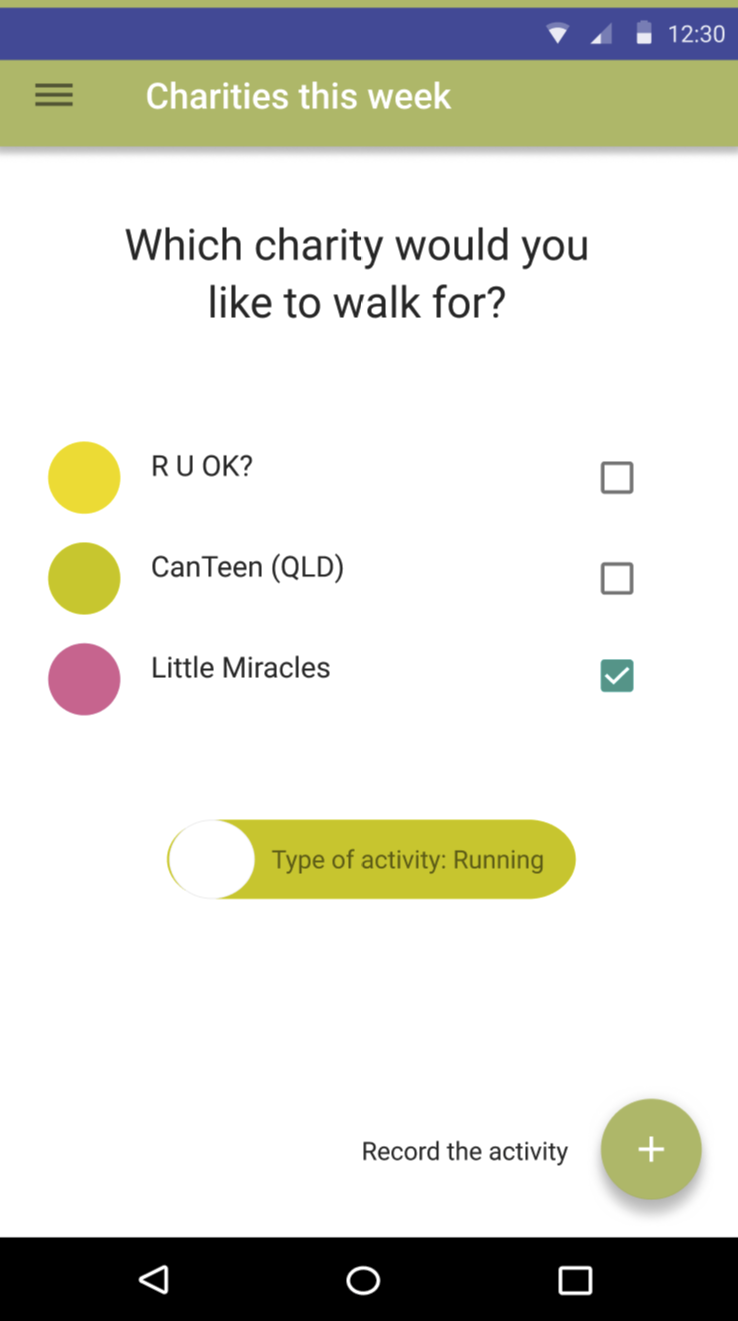 12:30
Charities this week
Which charity would you
like to walk for?
R U OK?
CanTeen (QLD)
Little Miracles
Type of activity: Running
Record the activity